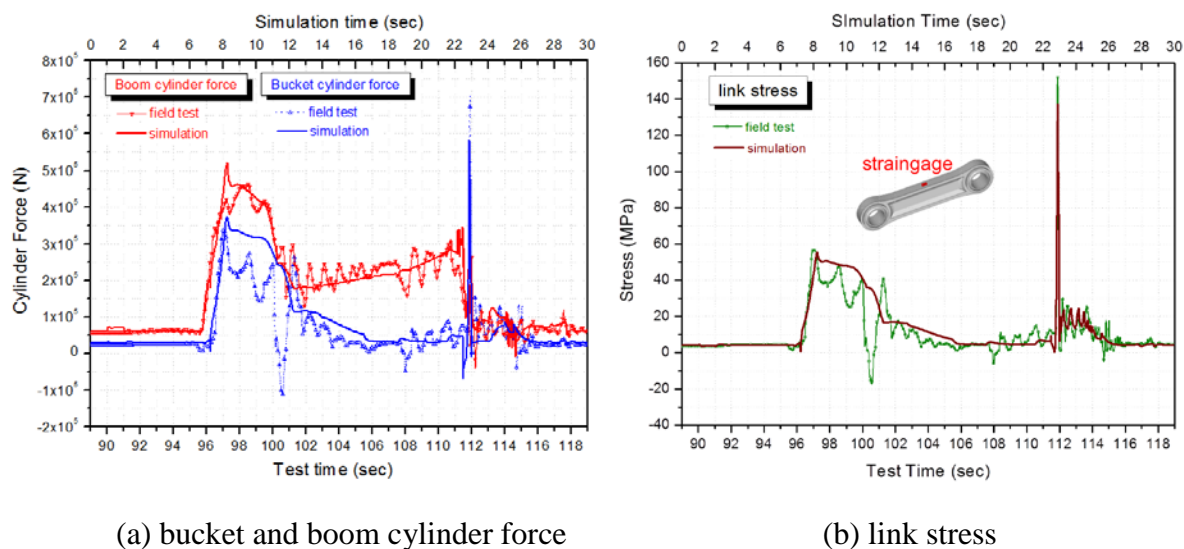 Simulation time (sec)
0 2 4 6 8 10 12 14 16 18 20 22 24 26 28 30
8x10⁵
7x10⁵
6x10⁵
5x10⁵
4x10⁵
3x10⁵
2x10⁵
1x10⁵
0
-1x10⁵
-2x10⁵
Cylinder Force (N)
Boom cylinder force
field test
simulation
Bucket cylinder force
field test
simulation
90 92 94 96 98 100 102 104 106 108 110 112 114 116 118
Test time (sec)
SImulation Time (sec)
0 2 4 6 8 10 12 14 16 18 20 22 24 26 28 30
160
140
120
100
80
60
40
20
0
-20
-40
Stress (MPa)
link stress
field test
simulation
straingage
90 92 94 96 98 100 102 104 106 108 110 112 114 116 118
Test Time (sec)
(a) bucket and boom cylinder force
(b) link stress